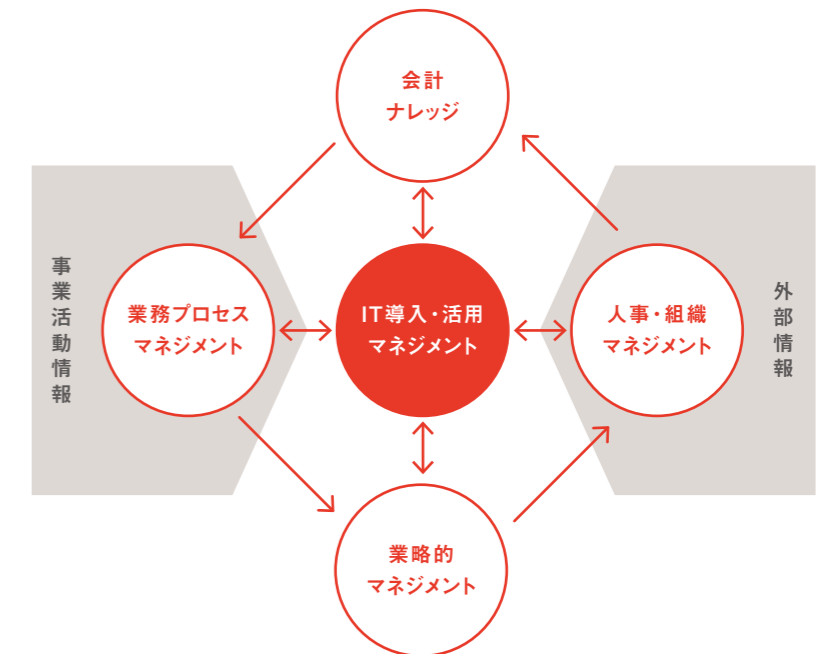 会計
ナレッジ
事業活動情報
業務プロセス
マネジメント
IT導入・活用
マネジメント
人事・組織
マネジメント
外部情報
業略的
マネジメント